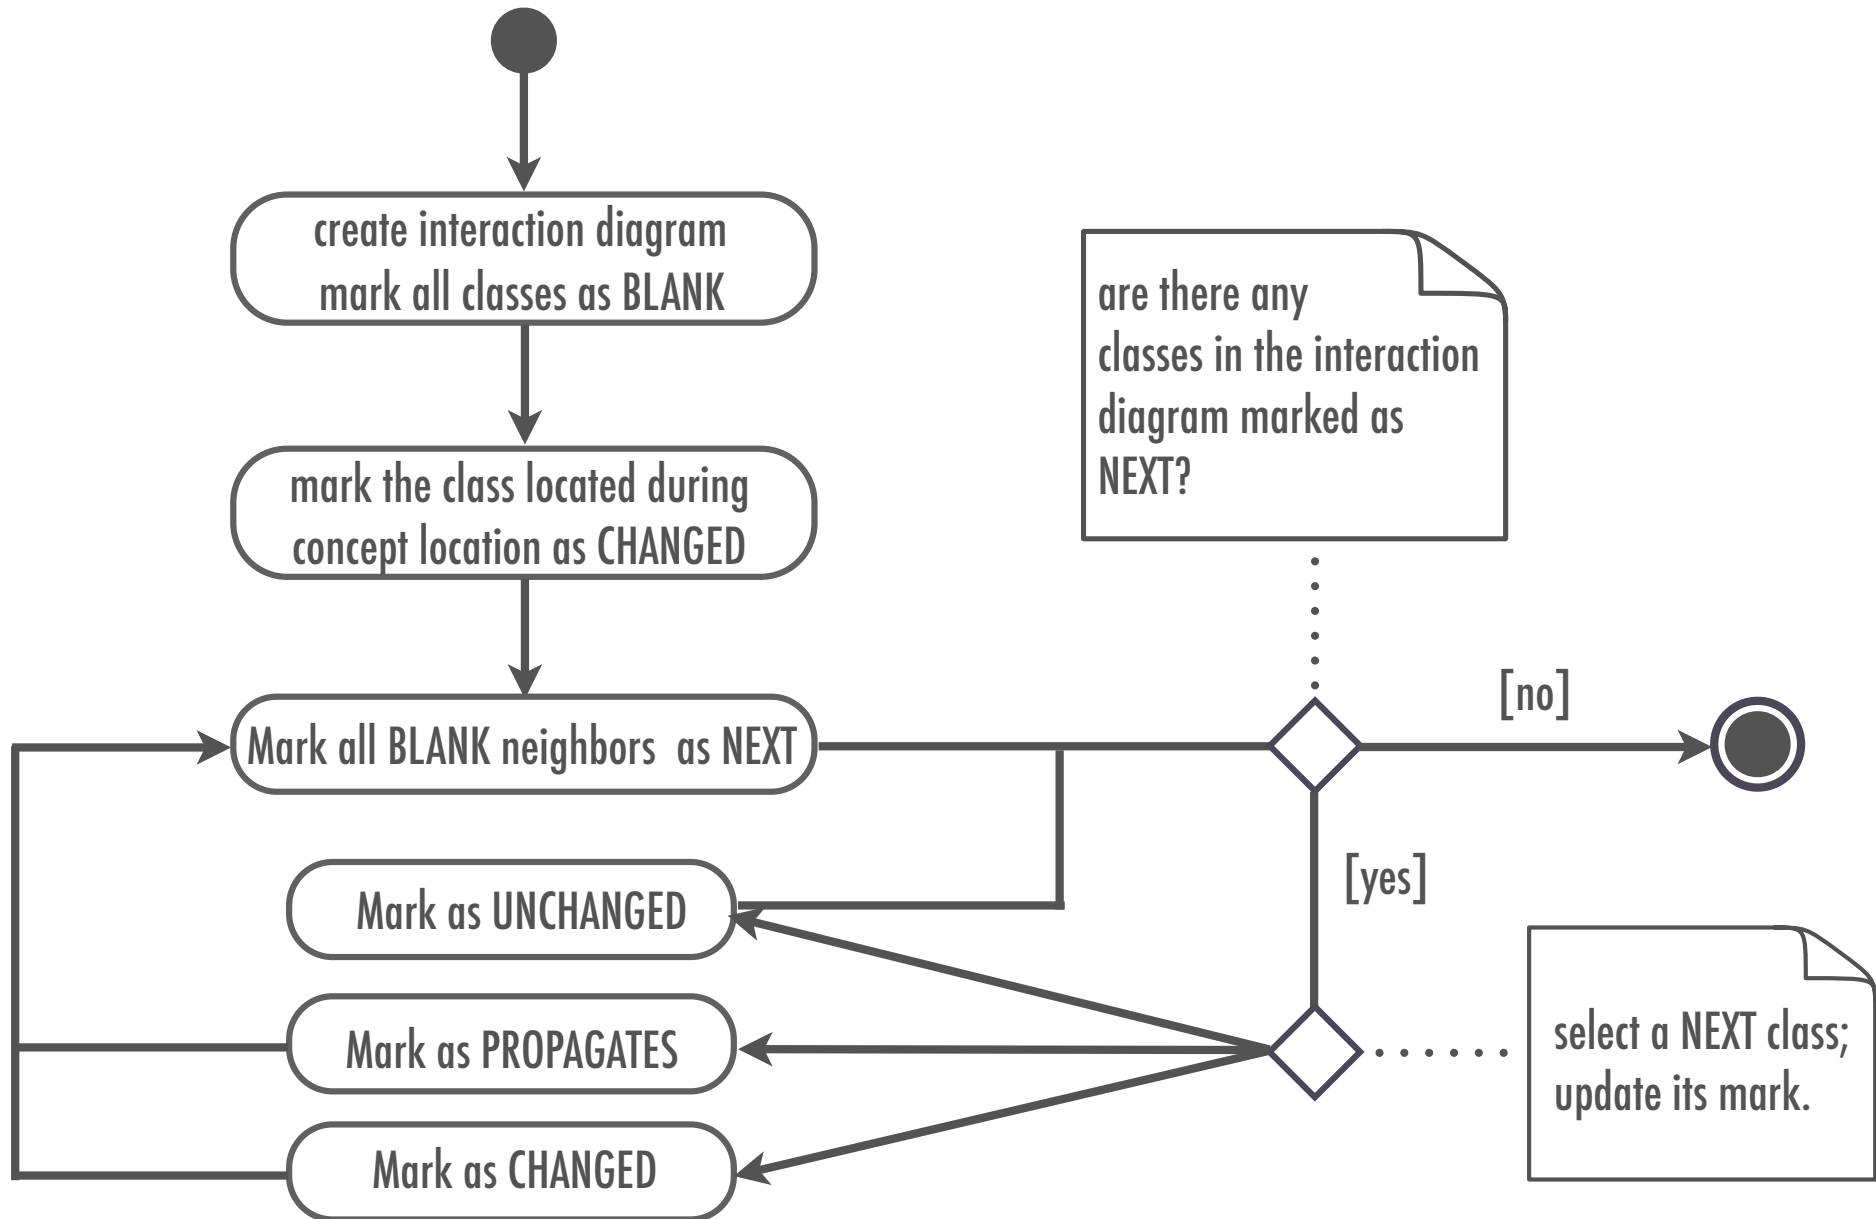 create interaction diagram
mark all classes as BLANK
mark the class located during
concept location as CHANGED
are there any
classes in the interaction
diagram marked as
NEXT?
Mark all BLANK neighbors as NEXT
[no]
[yes]
Mark as UNCHANGED
Mark as PROPAGATES
Mark as CHANGED
select a NEXT class;
update its mark.